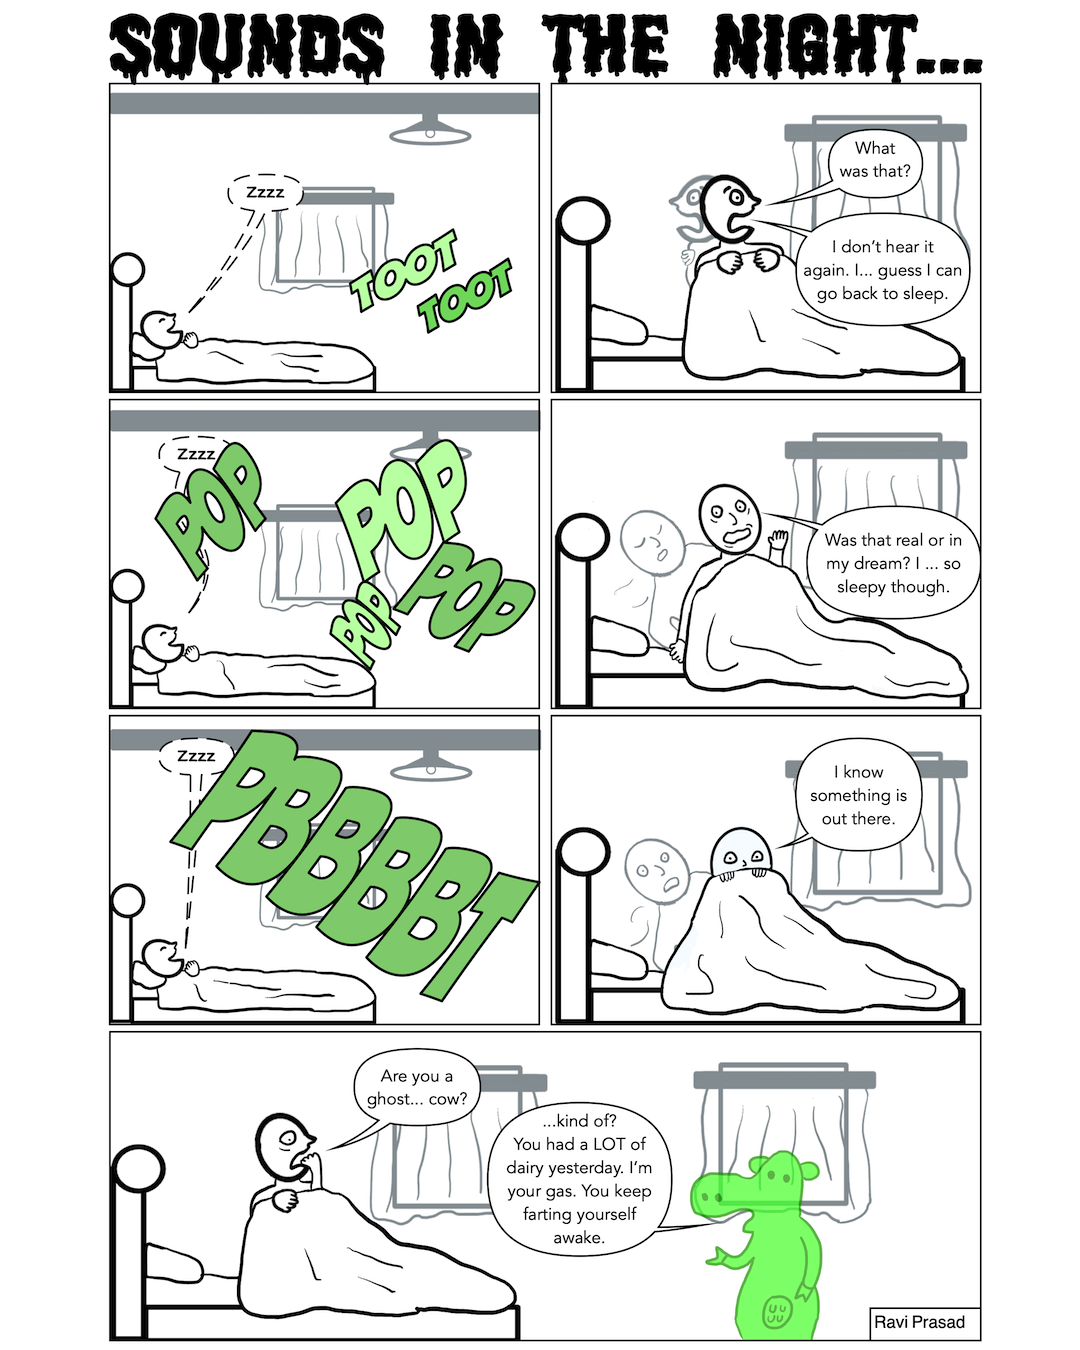 SOUNDS IN THE NIGHT...
Zzzz
TOOT
TOOT
What
was that?
I don't hear it
again. I... guess I can
go back to sleep.
Zzzz
POP
POP
POP
POP
Was that real or in
my dream? I ... so
sleepy though.
Zzzz
PBBBBT
I know
something is
out there.
Are you a
ghost... cow?
...kind of?
You had a LOT of
dairy yesterday. I'm
your gas. You keep
farting yourself
awake.
Ravi Prasad